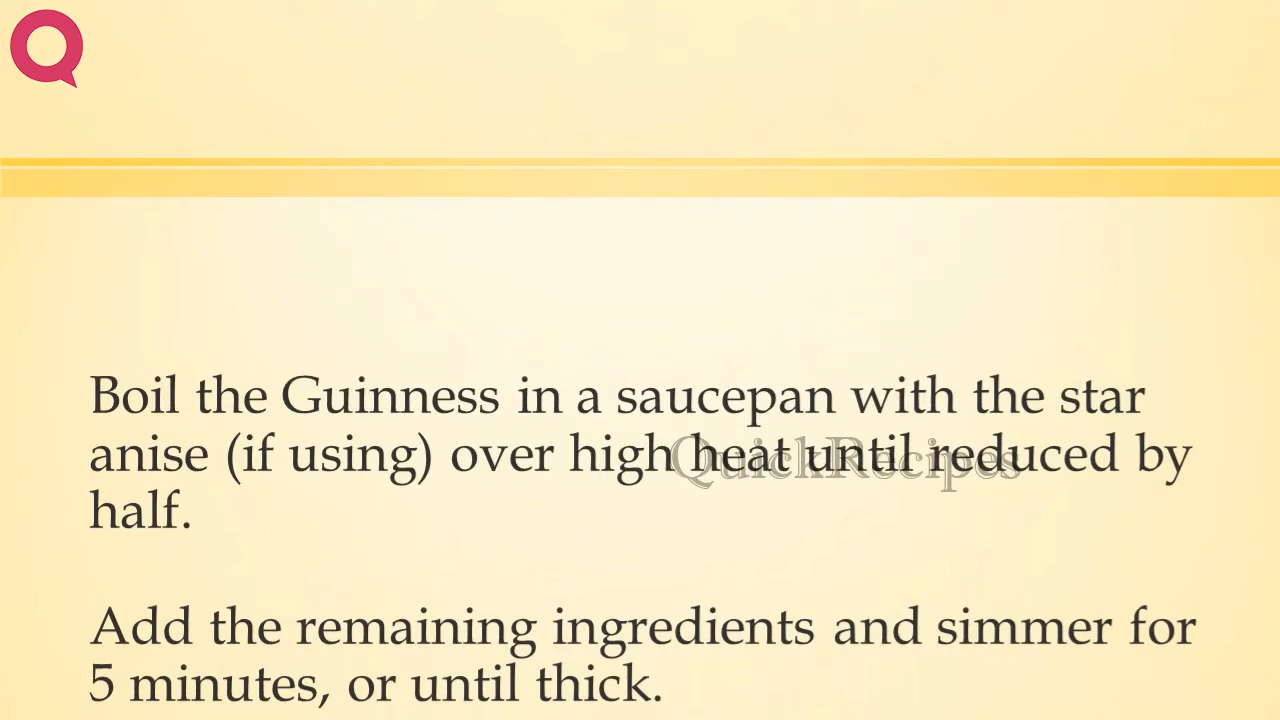 Boil the Guinness in a saucepan with the star
anise (if using) over high heat until reduced by
half.
QuickRecipes
Add the remaining ingredients and simmer for
5 minutes, or until thick.